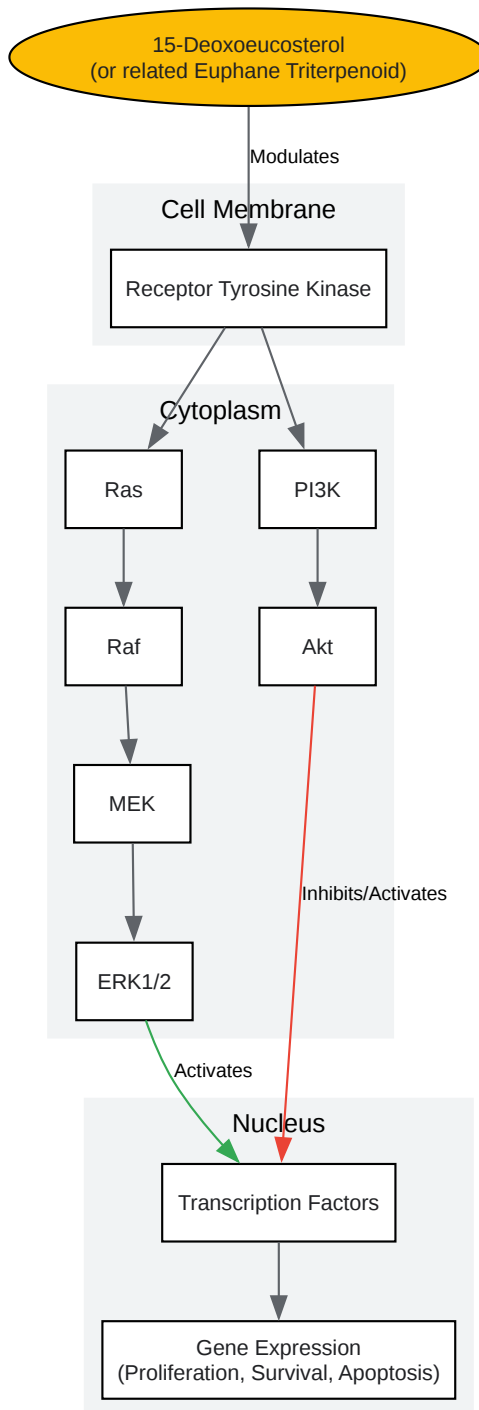 15-Deoxoeucosterol
(or related Euphane Triterpenoid)
Modulates
Cell Membrane
Receptor Tyrosine Kinase
Cytoplasm
Ras
PI3K
Raf
Akt
MEK
Inhibits/Activates
ERK1/2
Activates
Nucleus
Transcription Factors
Gene Expression
(Proliferation, Survival, Apoptosis)